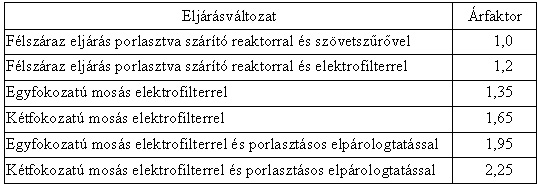 Eljárásváltozat Árfaktor
Félszáraz eljárás porlasztva szárító reaktorral és szövetszűrővel 1,0
Félszáraz eljárás porlasztva szárító reaktorral és elektrofilterrel 1,2
Egyfokozatú mosás elektrofilterrel 1,35
Kétfokozatú mosás elektrofilterrel 1,65
Egyfokozatú mosás elektrofilterrel és porlasztásos elpárologtatással 1,95
Kétfokozatú mosás elektrofilterrel és porlasztásos elpárologtatással 2,25